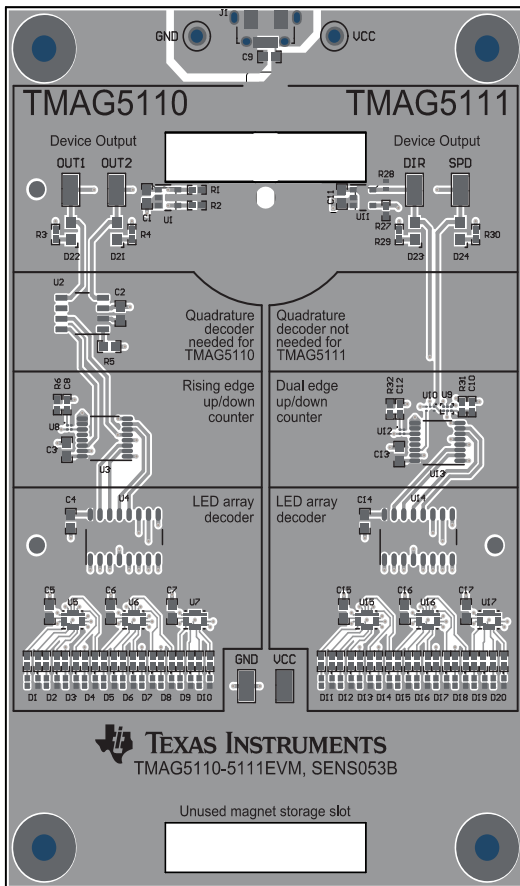 J1
GND VCC
C9
TMAG5110 TMAG5111
Device Output Device Output
OUT1 OUT2 DIR SPD
R1
R2
C1
U1
R28
C11
U11
R27
R3 R4 R29 R30
D22 D21 D23 D24
U2
C2
R5
Quadrature
decoder
needed for
TMAG5110
Quadrature
decoder not
needed for
TMAG5111
R6 C8
U8
C3
U3
Rising edge
up/down
counter
Dual edge
up/down
counter
R32 C12 U10 U9 R31 C10
U12
C13
U13
C4 U4
LED array
decoder
LED array
decoder
C14 U14
C5 U5 C6 U6 C7 U7
C15 U15 C16 U16 C17 U17
D1 D2 D3 D4 D5 D6 D7 D8 D9 D10
GND VCC
D11 D12 D13 D14 D15 D16 D17 D18 D19 D20
TEXAS INSTRUMENTS
TMAG5110-5111EVM, SENS053B
Unused magnet storage slot